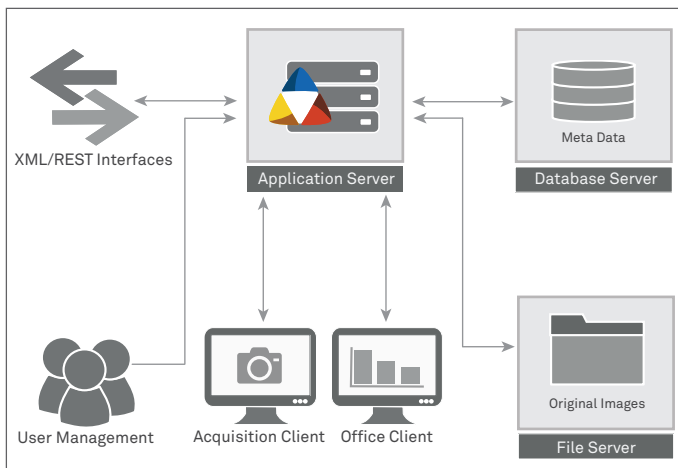 XML/REST Interfaces
Application Server
Meta Data
Database Server
User Management
Acquisition Client
Office Client
Original Images
File Server